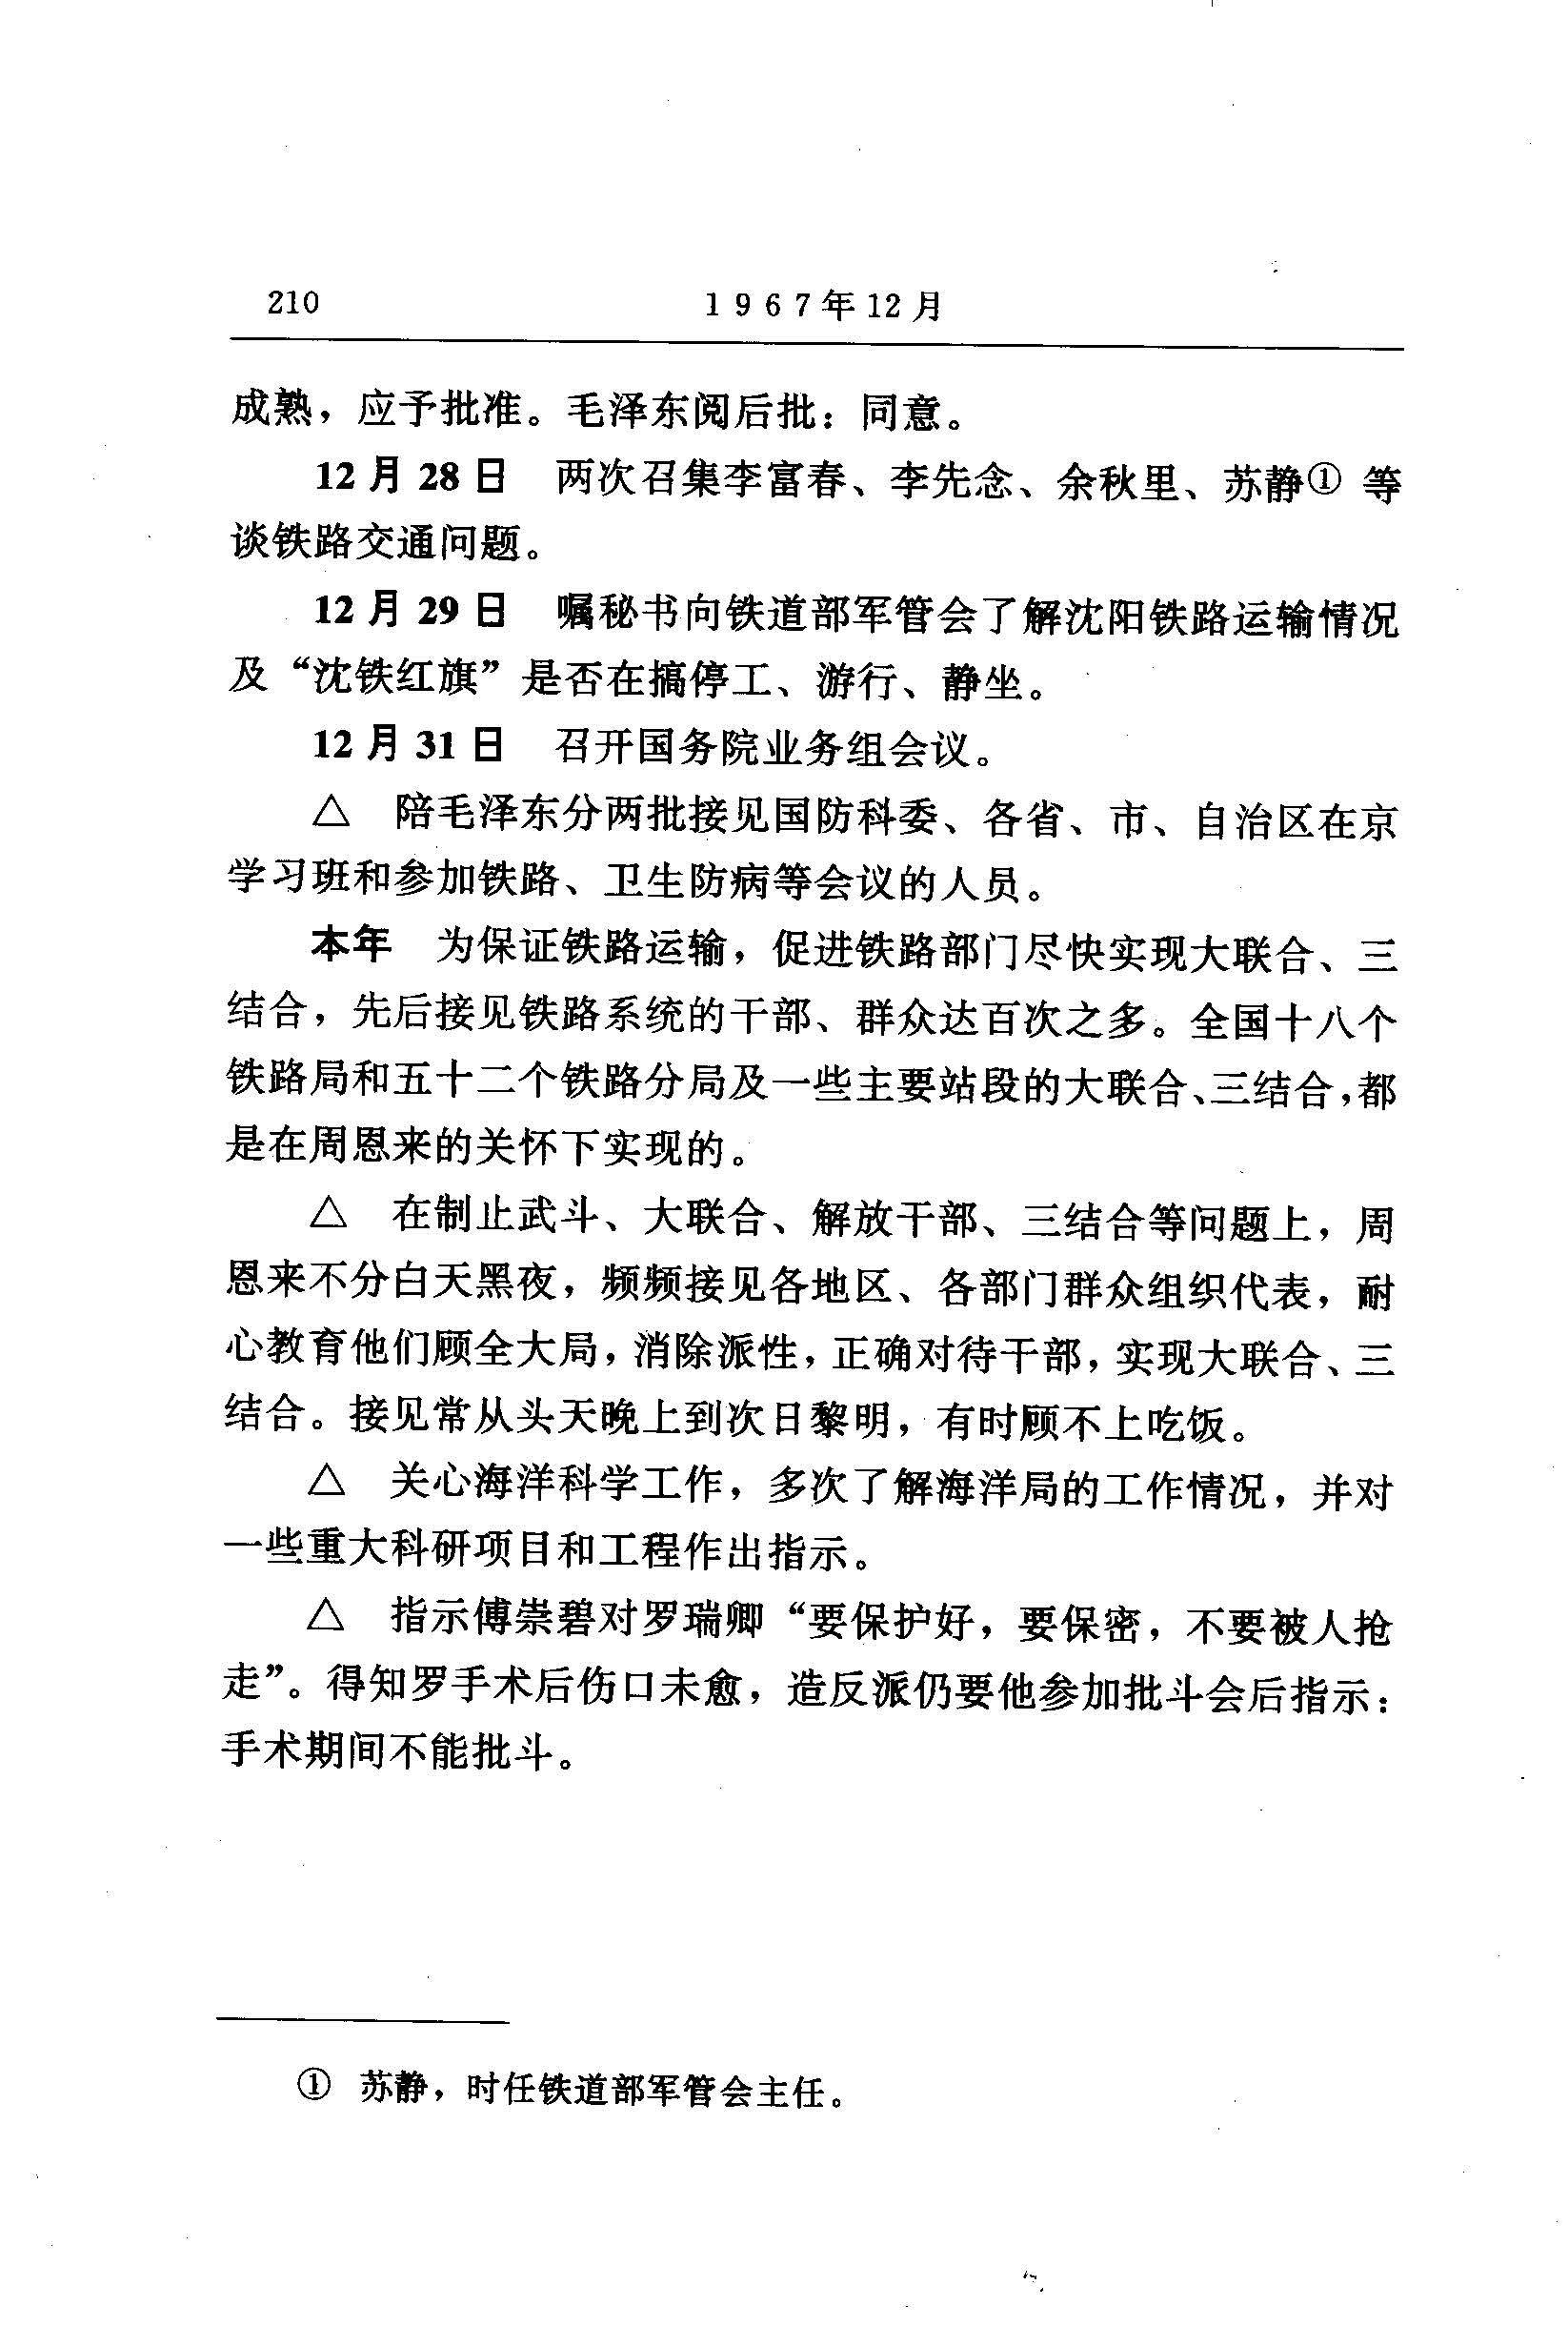 210 1967年12月
成熟，应予批准。毛泽东阅后批：同意。
12月28日 两次召集李富春、李先念、余秋里、苏静① 等
谈铁路交通问题。
12月29日 嘱秘书向铁道部军管会了解沈阳铁路运输情况
及“沈铁红旗”是否在搞停工、游行、静坐。
12月31日 召开国务院业务组会议。
△ 陪毛泽东分两批接见国防科委、各省、市、自治区在京
学习班和参加铁路、卫生防病等会议的人员。
本年 为保证铁路运输，促进铁路部门尽快实现大联合、三
结合，先后接见铁路系统的干部、群众达百次之多。全国十八个
铁路局和五十二个铁路分局及一些主要站段的大联合、三结合，都
是在周恩来的关怀下实现的。
△ 在制止武斗、大联合、解放干部、三结合等问题上，周
恩来不分白天黑夜，频频接见各地区、各部门群众组织代表，耐
心教育他们顾全大局，消除派性，正确对待干部，实现大联合、三
结合。接见常从头天晚上到次日黎明，有时顾不上吃饭。
△ 关心海洋科学工作，多次了解海洋局的工作情况，并对
一些重大科研项目和工程作出指示。
△ 指示傅崇碧对罗瑞卿“要保护好，要保密，不要被人抢
走”。得知罗手术后伤口未愈，造反派仍要他参加批斗会后指示：
手术期间不能批斗。
① 苏静，时任铁道部军管会主任。